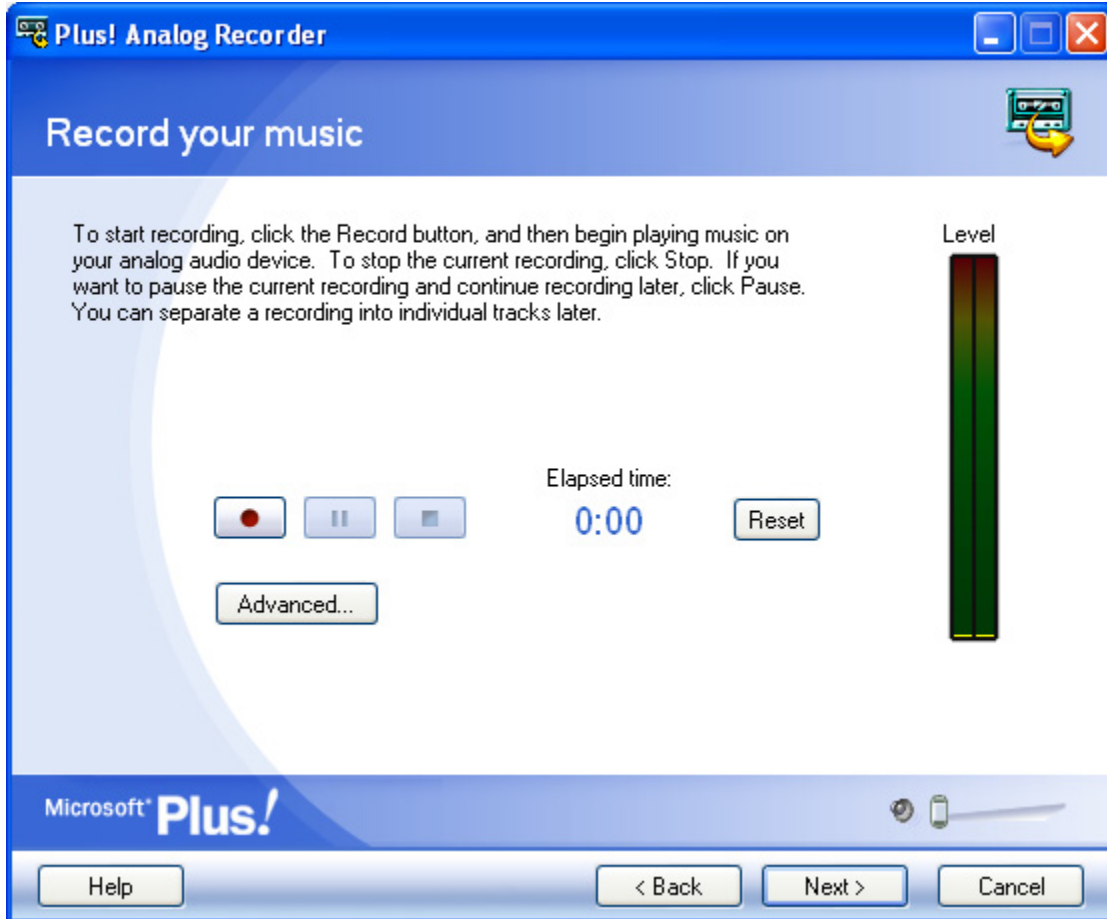 Plus! Analog Recorder
Record your music
To start recording, click the Record button, and then begin playing music on
your analog audio device.  To stop the current recording, click Stop.  If you
want to pause the current recording and continue recording later, click Pause.
You can separate a recording into individual tracks later.
Level
Elapsed time:
0:00
Reset
Advanced...
Microsoft® Plus!
Help
< Back
Next >
Cancel